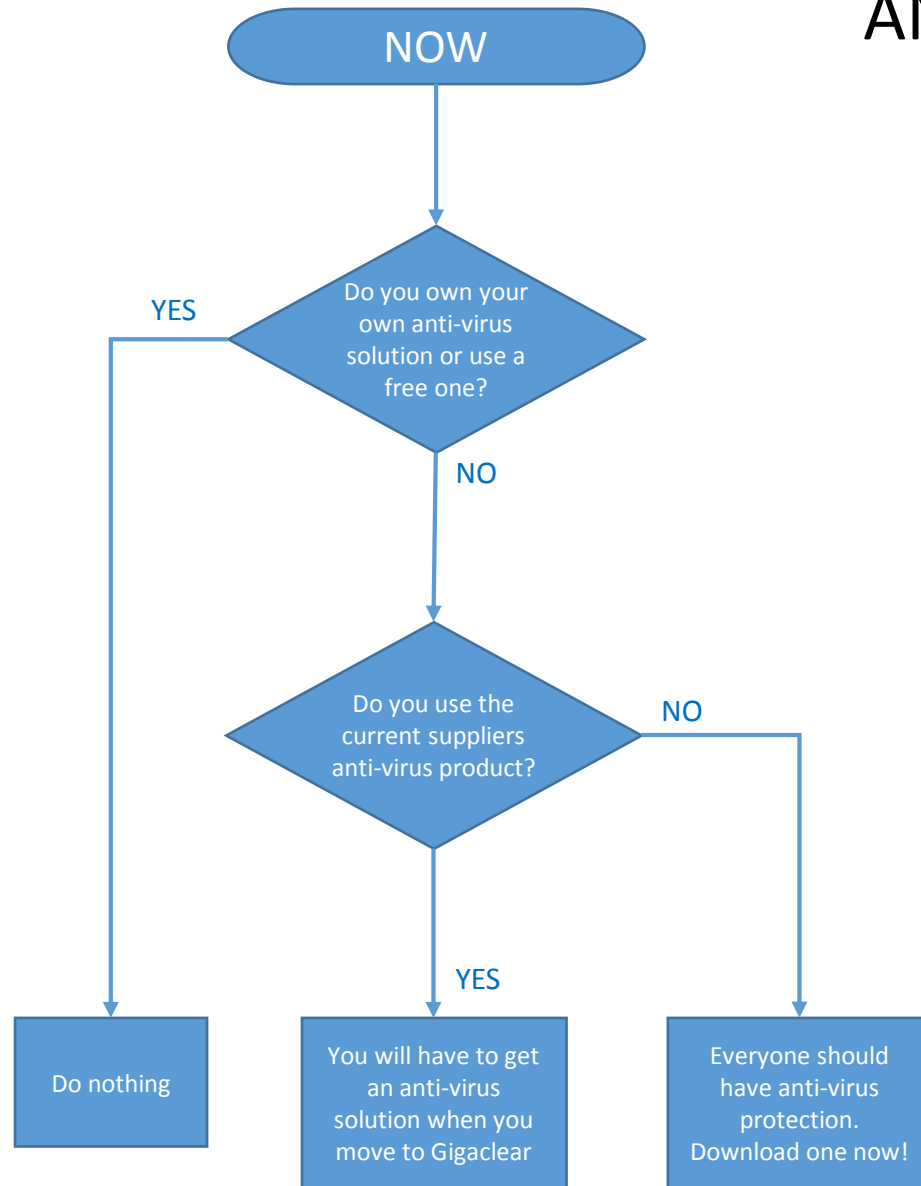 NOW
AN
Do you own your
own anti-virus
solution or use a
free one?
YES
NO
Do you use the
current suppliers
anti-virus product?
NO
YES
Do nothing
You will have to get
an anti-virus
solution when you
move to Gigaclear
Everyone should
have anti-virus
protection.
Download one now!